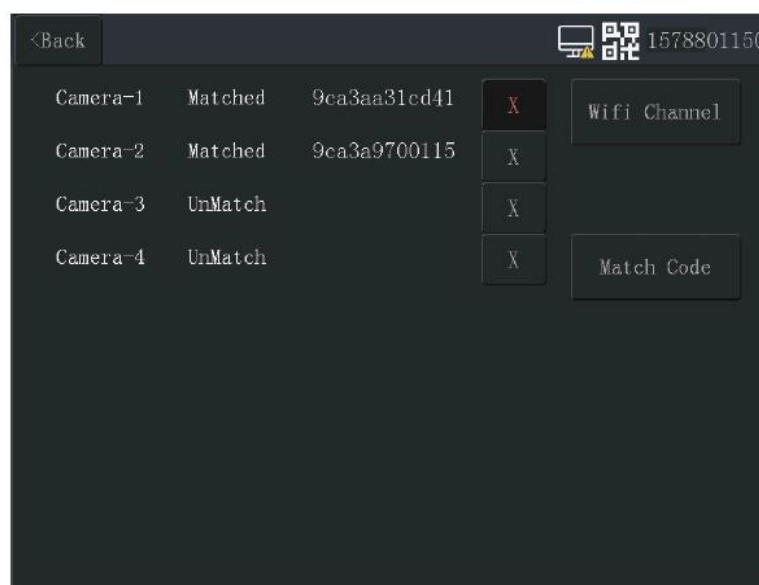 <Back 1578801150
Camera-1 Matched 9ca3aa31cd41 X Wifi Channel
Camera-2 Matched 9ca3a9700115 X
Camera-3 UnMatch X
Camera-4 UnMatch X Match Code